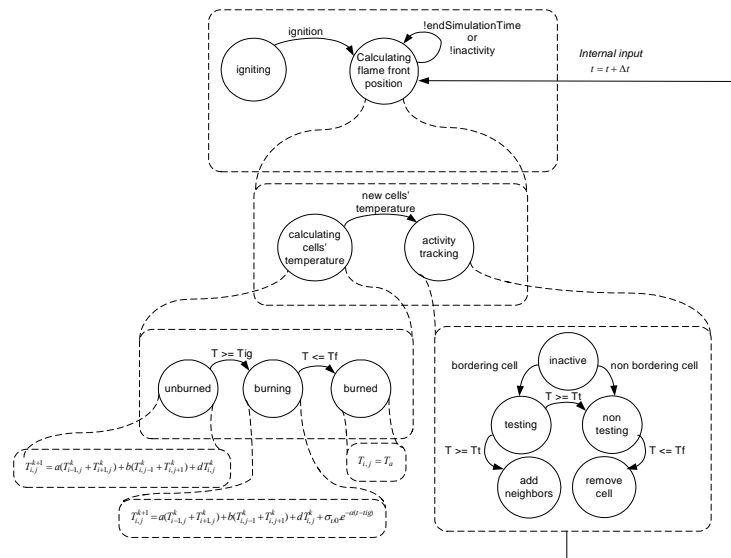 ignition
!endSimulationTime
or
!inactivity
igniting
Calculating
flame front
position
Internal input
t = t + Δt
new cells'
temperature
calculating
cells'
temperature
activity
tracking
T >= Tig
T <= Tf
unburned
burning
burned
inactive
bordering cell
non bordering cell
T >= Tt
testing
non
testing
T >= Tt
T <= Tf
add
neighbors
remove
cell
T_{i,j}^{k+1} = a(T_{i-1,j}^k + T_{i+1,j}^k) + b(T_{i,j-1}^k + T_{i,j+1}^k) + dT_{i,j}^k
T_{i,j} = T_a
T_{i,j}^{k+1} = a(T_{i-1,j}^k + T_{i+1,j}^k) + b(T_{i,j-1}^k + T_{i,j+1}^k) + dT_{i,j}^k + σ_{v0}e^{-α(t-tig)}